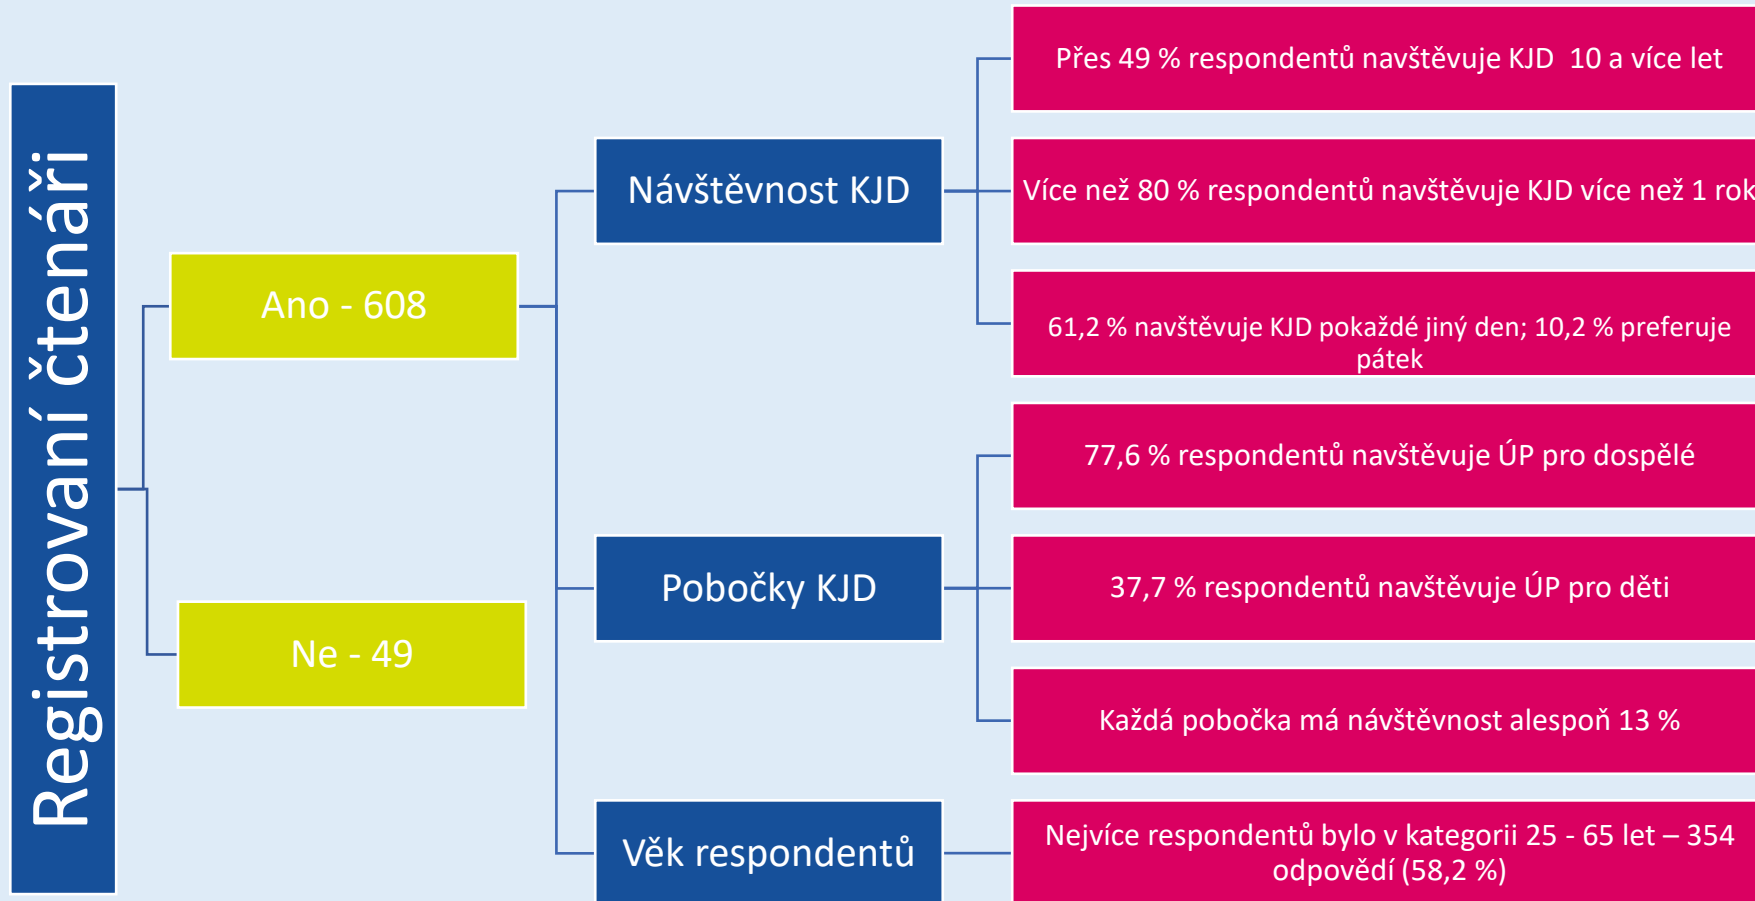 Registrovaní čtenáři
Ano - 608
Ne - 49
Návštěvnost KJD
Pobočky KJD
Věk respondentů
Přes 49 % respondentů navštěvuje KJD 10 a více let
Více než 80 % respondentů navštěvuje KJD více než 1 rok
61,2 % navštěvuje KJD pokaždé jiný den; 10,2 % preferuje
pátek
77,6 % respondentů navštěvuje ÚP pro dospělé
37,7 % respondentů navštěvuje ÚP pro děti
Každá pobočka má návštěvnost alespoň 13 %
Nejvíce respondentů bylo v kategorii 25 - 65 let – 354
odpovědí (58,2 %)